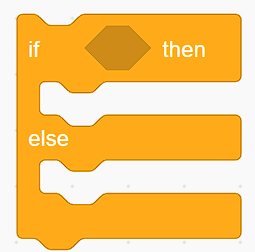 if then
else